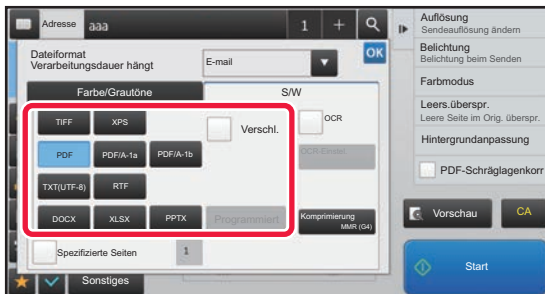 Adresse aaa 1 +
Dateiformat
Verarbeitungsdauer hängt
E-mail
OK
Farbe/Grautöne
S/W
TIFF XPS
Verschl.
OCR
PDF PDF/A-1a PDF/A-1b
OCR-Einstel.
TXT(UTF-8) RTF
DOCX XLSX PPTX Programmiert
Komprimierung
MMR (G4)
Spezifizierte Seiten 1
Sonstiges
Auflösung
Sendeauflösung ändern
Belichtung
Belichtung beim Senden
Farbmodus
Leers.überspr.
Leere Seite im Orig. überspr.
Hintergrundanpassung
PDF-Schräglagenkorr
Vorschau CA
Start